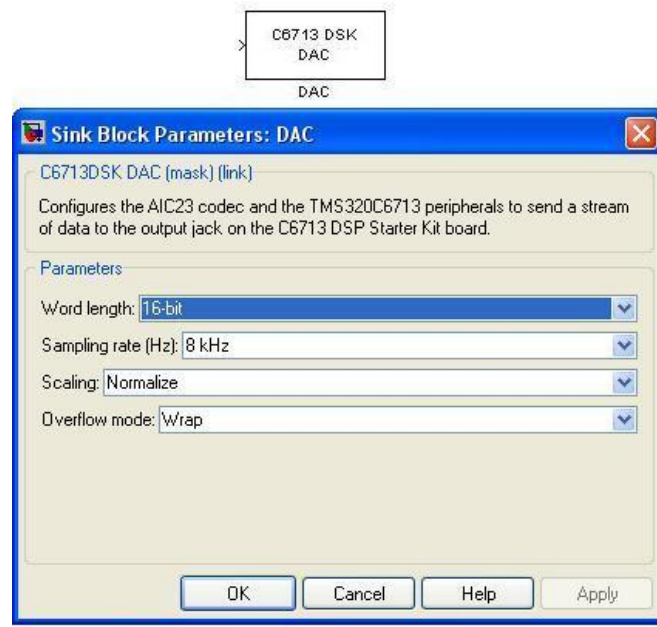 C6713 DSK
DAC
DAC
Sink Block Parameters: DAC
C6713DSK DAC (mask) (link)
Configures the AIC23 codec and the TMS320C6713 peripherals to send a stream
of data to the output jack on the C6713 DSP Starter Kit board.
Parameters
Word length: 16-bit
Sampling rate (Hz): 8 kHz
Scaling: Normalize
Overflow mode: Wrap
OK Cancel Help Apply